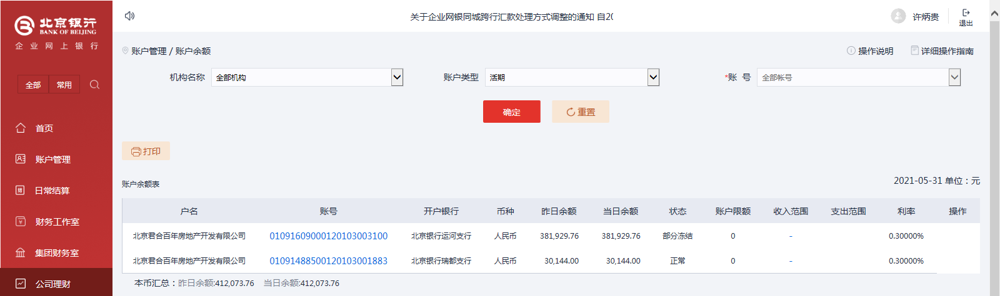 北京银行
BANK OF BEIJING
企业网上银行
全部 常用
首页
账户管理
日常结算
财务工作室
集团财务室
公司理财
关于企业网银同城跨行汇款处理方式调整的通知 自20
许炳贵
退出
账户管理 / 账户余额
操作说明 详细操作指南
机构名称 全部机构 账户类型 活期 *账 号 全部帐号
确定 重置
打印
账户余额表
2021-05-31 单位：元
户名 账号 开户银行 币种 昨日余额 当日余额 状态 账户限额 收入范围 支出范围 利率 操作
北京君合百年房地产开发有限公司 01091609000120103003100 北京银行运河支行 人民币 381,929.76 381,929.76 部分冻结 0 - 0.30000%
北京君合百年房地产开发有限公司 01091488500120103001883 北京银行瑞都支行 人民币 30,144.00 30,144.00 正常 0 - 0.30000%
本币汇总：昨日余额:412,073.76 当日余额:412,073.76